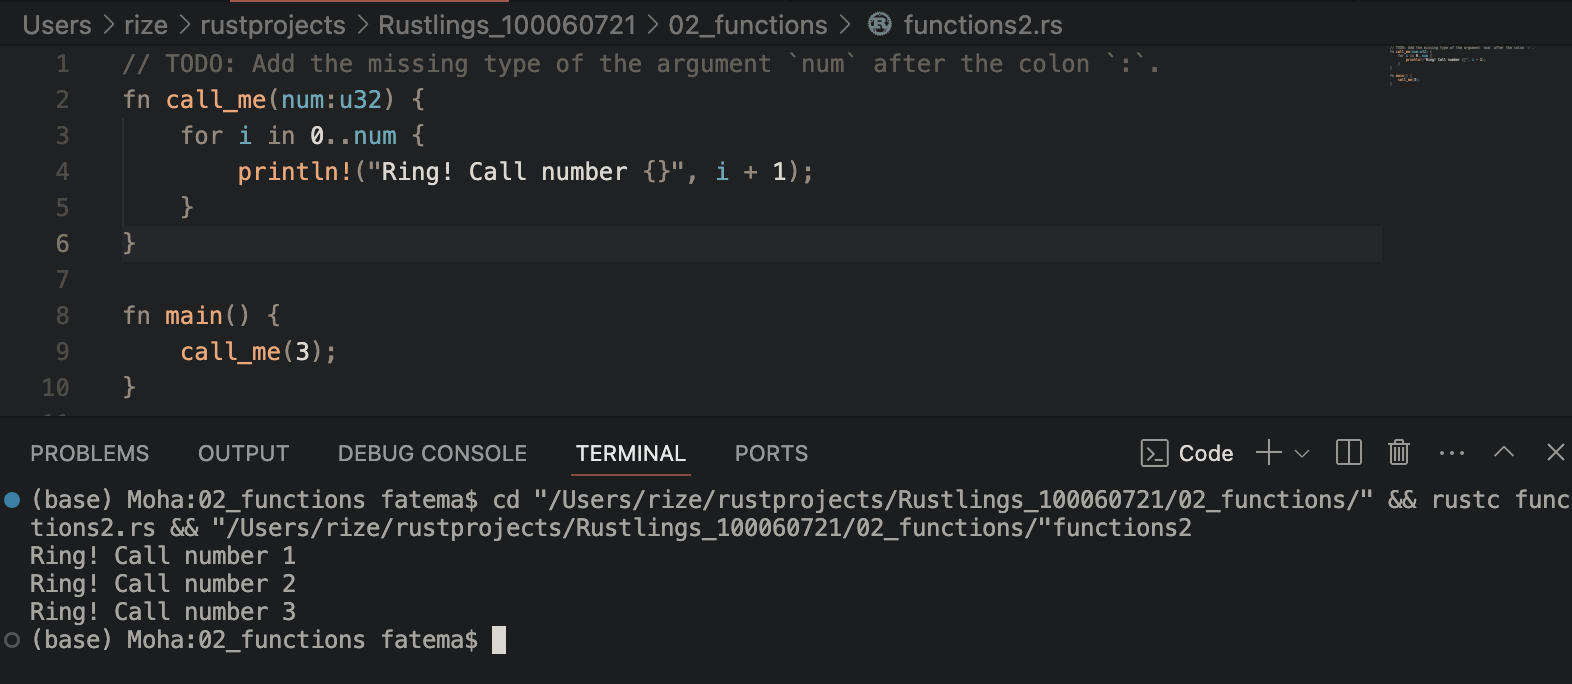 Users > rize > rustprojects > Rustlings_100060721 > 02_functions > functions2.rs
1 // TODO: Add the missing type of the argument `num` after the colon `:`.
2 fn call_me(num:u32) {
3     for i in 0..num {
4         println!("Ring! Call number {}", i + 1);
5     }
6 }
7
8 fn main() {
9     call_me(3);
10 }
PROBLEMS OUTPUT DEBUG CONSOLE TERMINAL PORTS Code
(base) Moha:02_functions fatema$ cd "/Users/rize/rustprojects/Rustlings_100060721/02_functions/" && rustc func
tions2.rs && "/Users/rize/rustprojects/Rustlings_100060721/02_functions/"functions2
Ring! Call number 1
Ring! Call number 2
Ring! Call number 3
(base) Moha:02_functions fatema$